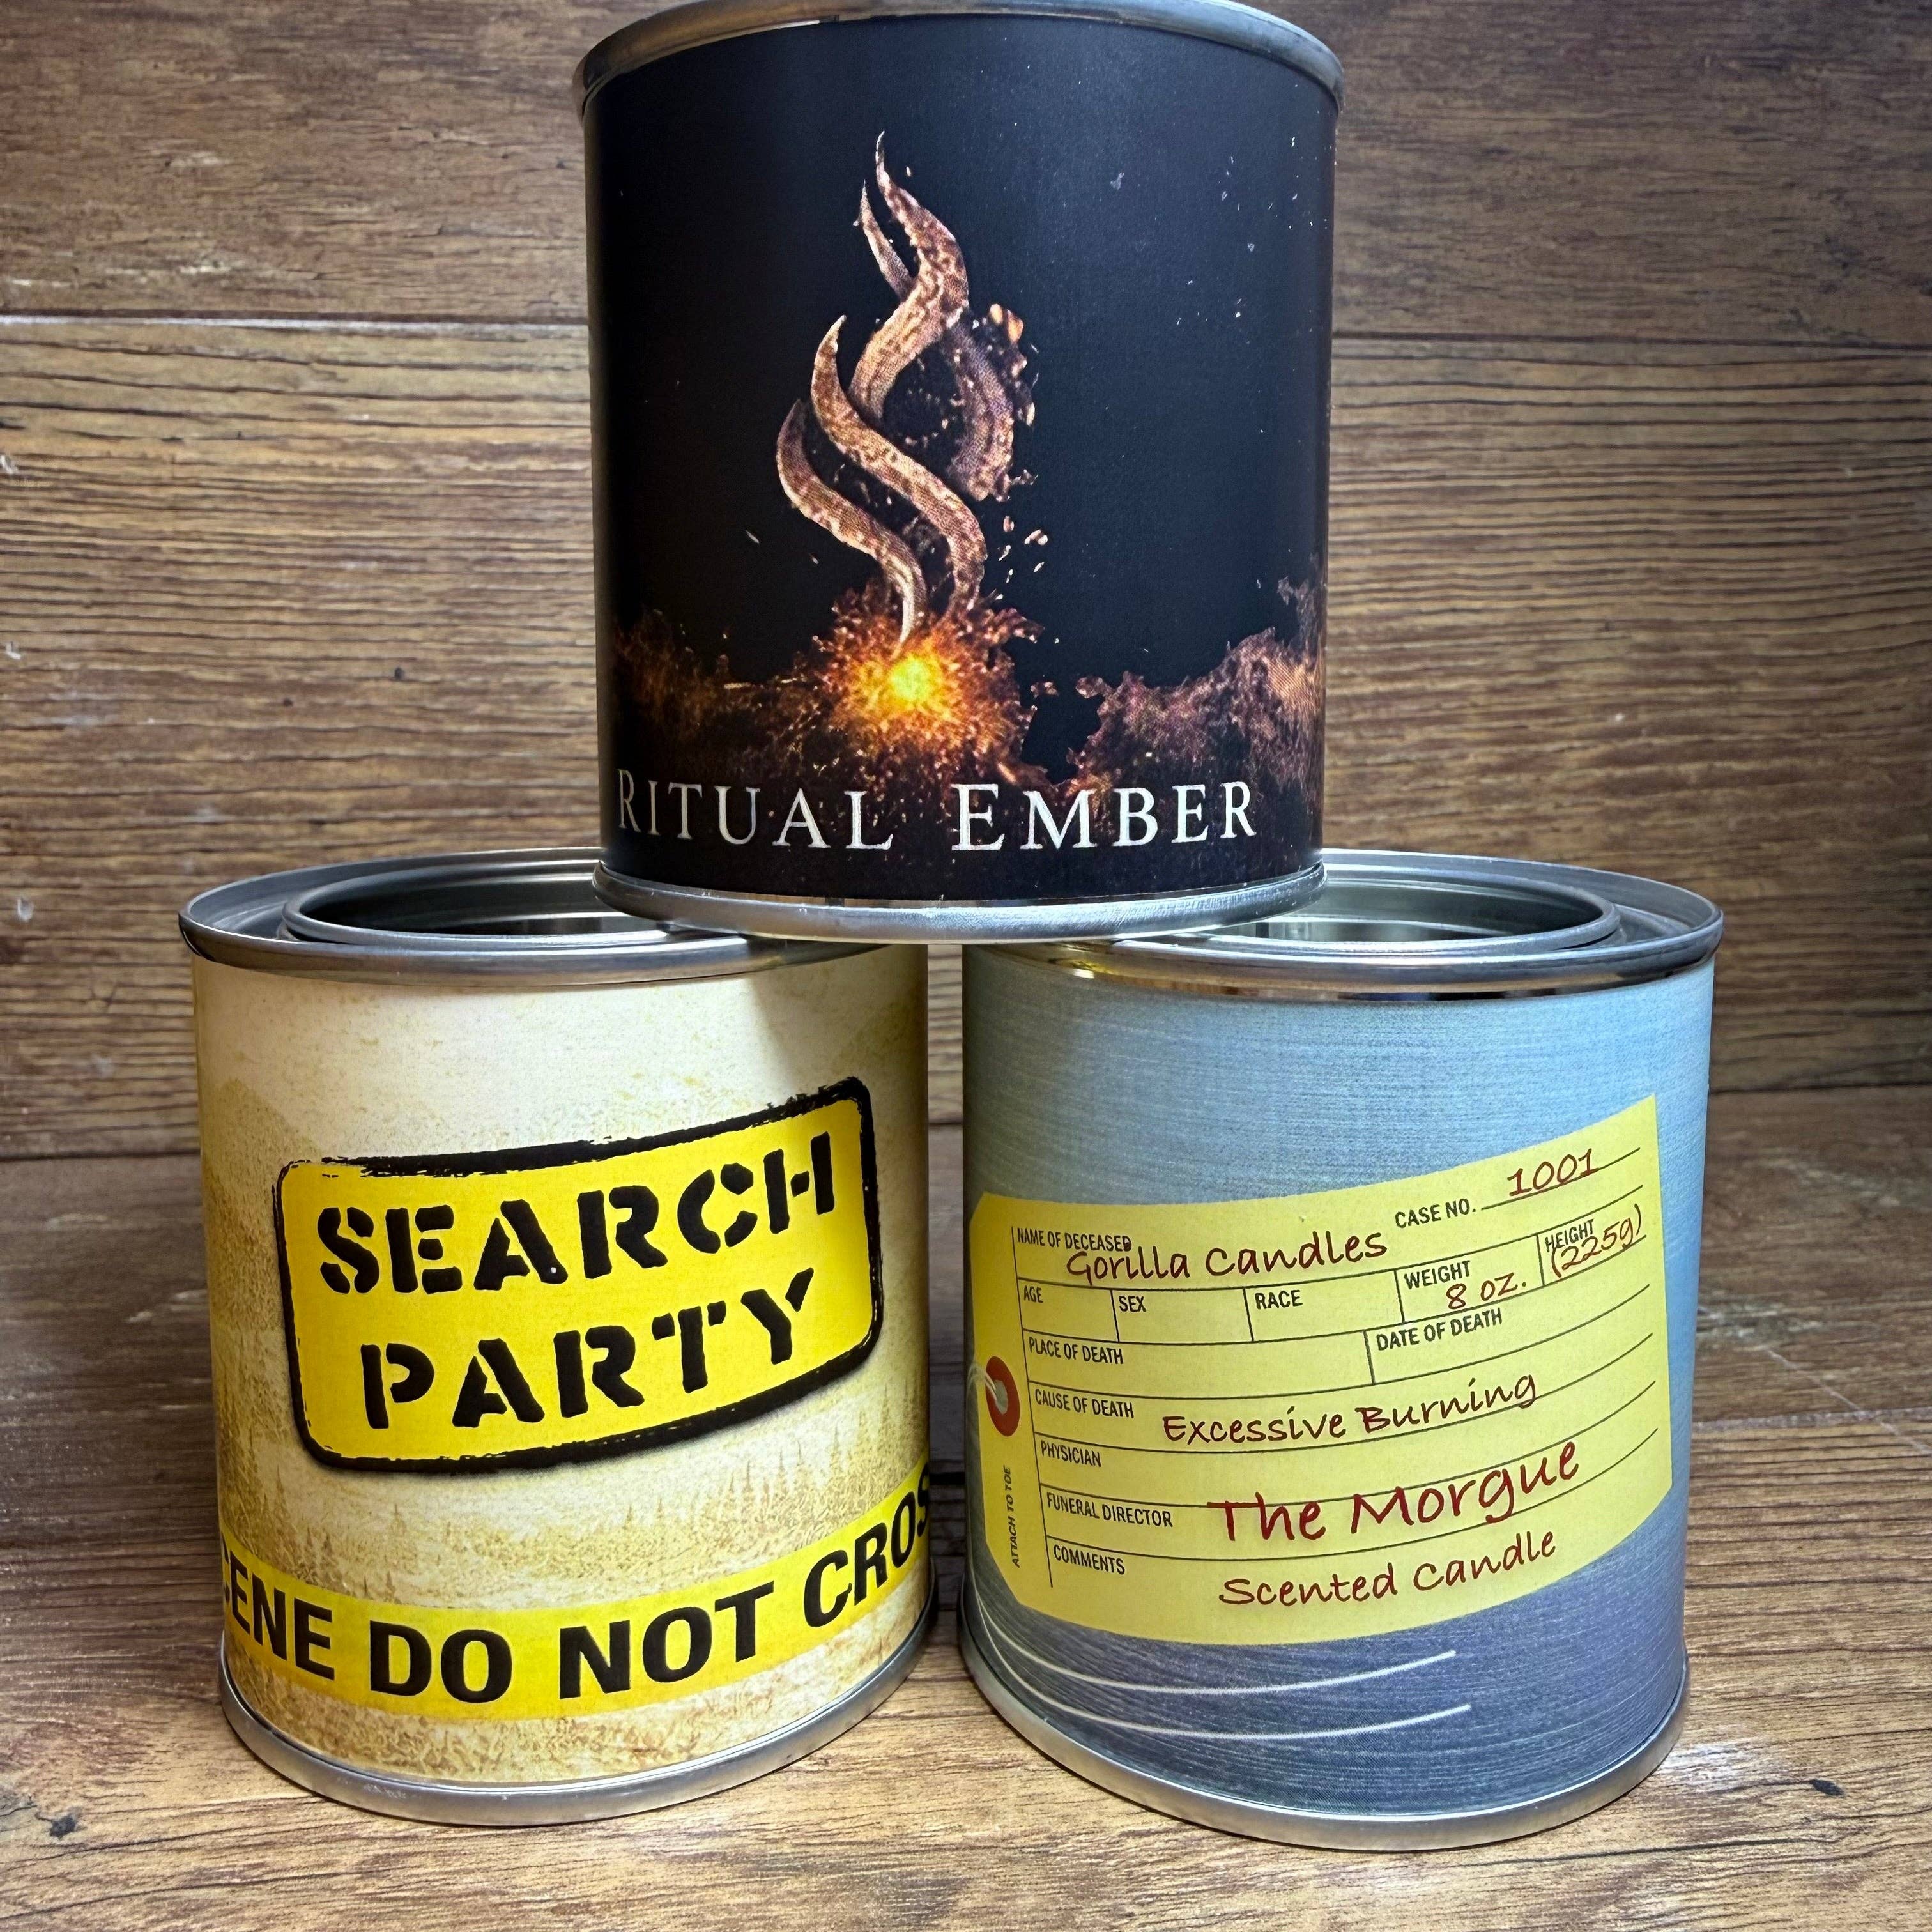 RITUAL EMBER
SEARCH
PARTY
ENE DO NOT CROS
CASE NO. 1001
NAME OF DECEASED Gorilla Candles
AGE SEX RACE WEIGHT 8 oz. HEIGHT (225g)
PLACE OF DEATH DATE OF DEATH
CAUSE OF DEATH Excessive Burning
PHYSICIAN
FUNERAL DIRECTOR The Morgue
COMMENTS Scented Candle
ATTACH TO TOE